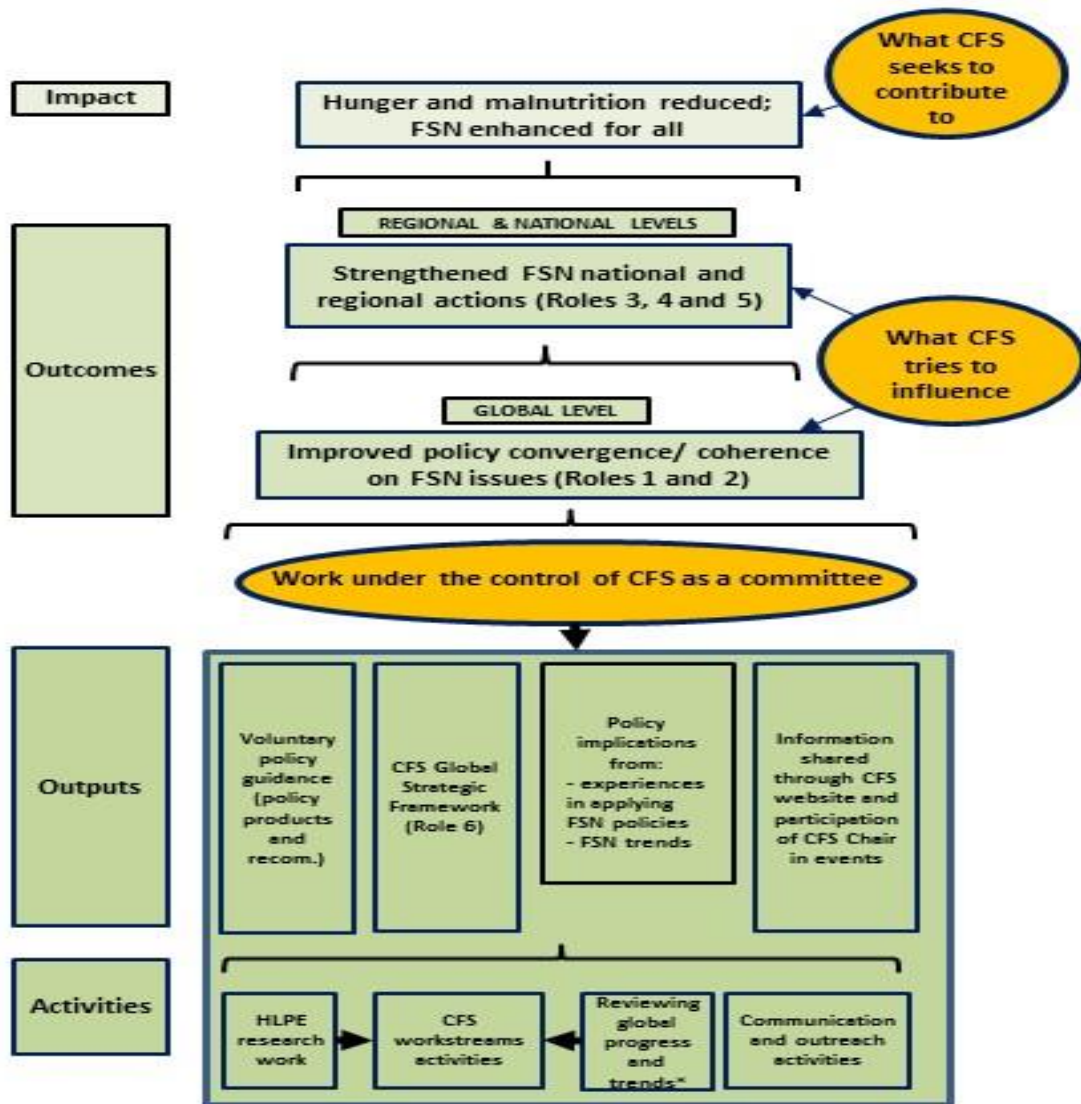 What CFS
seeks to
contribute
to
Impact
Hunger and malnutrition reduced;
FSN enhanced for all
REGIONAL & NATIONAL LEVELS
Strengthened FSN national and
regional actions (Roles 3, 4 and 5)
Outcomes
What CFS
tries to
influence
GLOBAL LEVEL
Improved policy convergence/ coherence
on FSN issues (Roles 1 and 2)
Work under the control of CFS as a committee
Outputs
Voluntary
policy
guidance
(policy
products
and
recom.)
CFS Global
Strategic
Framework
(Role 6)
Policy
implications
from:
- experiences
in applying
FSN policies
- FSN trends
Information
shared
through CFS
website and
participation
of CFS Chair
in events
Activities
HLPE
research
work
CFS
workstreams
activities
Reviewing
global
progress
and
trends*
Communication
and outreach
activities